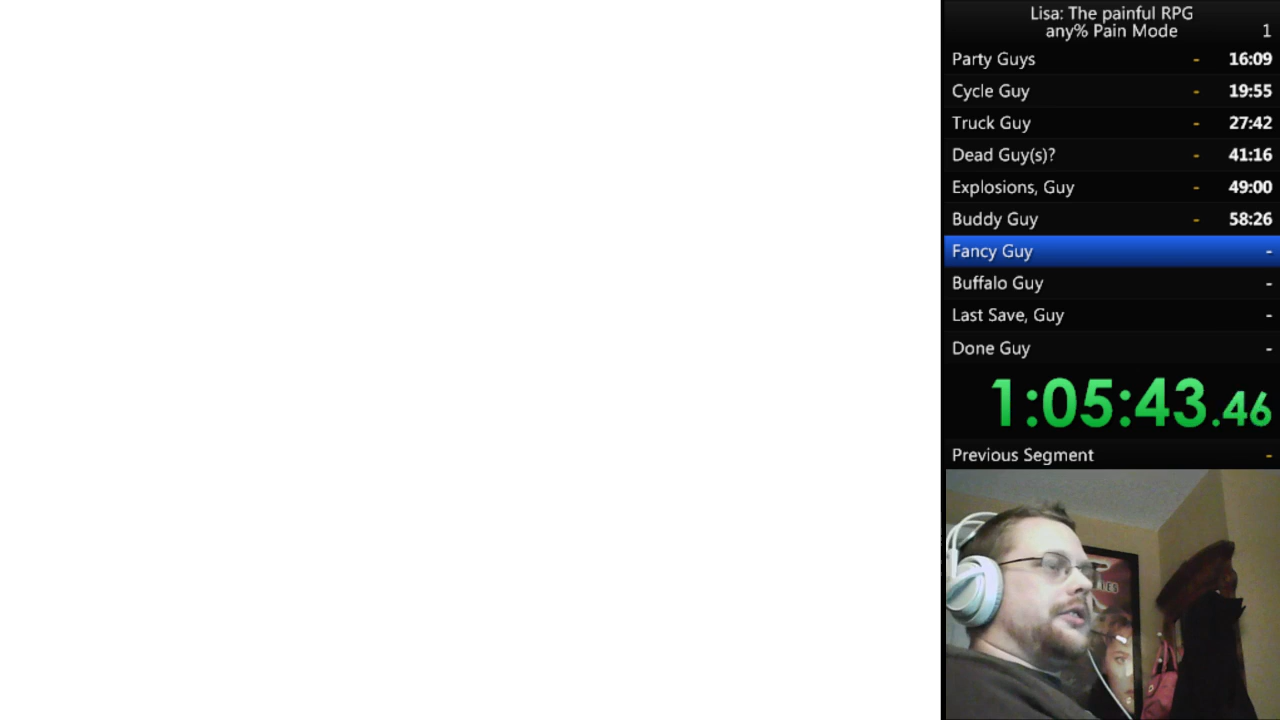 Lisa: The painful RPG
any% Pain Mode 1
Party Guys - 16:09
Cycle Guy - 19:55
Truck Guy - 27:42
Dead Guy(s)? - 41:16
Explosions, Guy - 49:00
Buddy Guy - 58:26
Fancy Guy -
Buffalo Guy -
Last Save, Guy -
Done Guy -
1:05:43.46
Previous Segment -